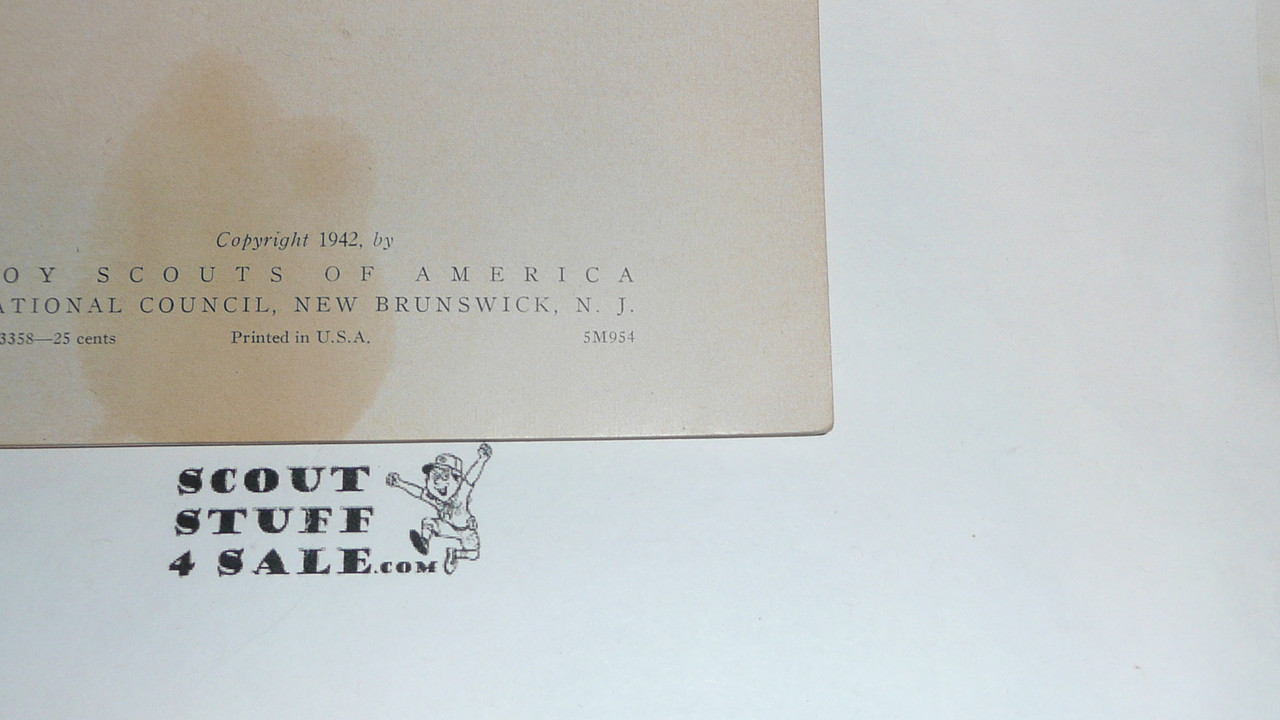 Copyright 1942, by
OY SCOUTS OF AMERICA
ATIONAL COUNCIL, NEW BRUNSWICK, N. J.
3358—25 cents Printed in U.S.A. 5M954
SCOUT
STUFF
4 SALE.COM